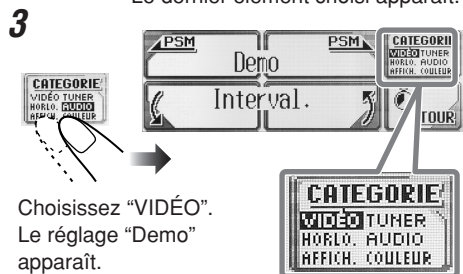 Le dernier élément choisi apparaît.
3
PSM PSM
Demo
Interval.
CATEGORIE
VIDÉO TUNER
HORLO. AUDIO
AFFICH. COULEUR
TOUR
CATEGORIE
VIDÉO TUNER
HORLO. AUDIO
AFFICH. COULEUR
Choisissez “VIDÉO”.
Le réglage “Demo”
apparaît.
CATEGORIE
VIDÉO TUNER
HORLO. AUDIO
AFFICH. COULEUR